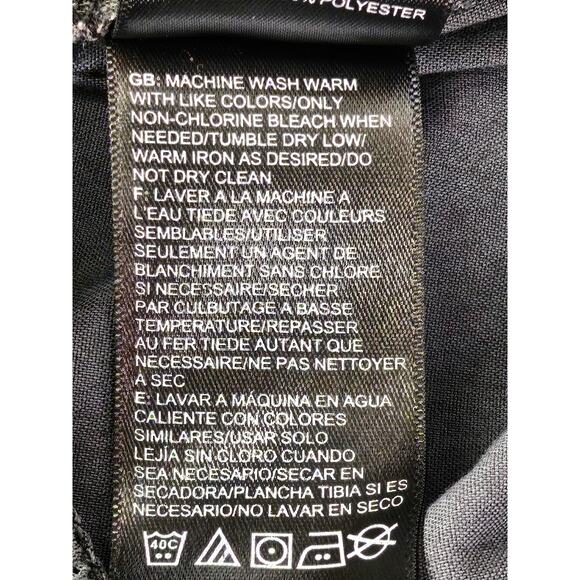 POLYESTER
GB: MACHINE WASH WARM
WITH LIKE COLORS/ONLY
NON-CHLORINE BLEACH WHEN
NEEDED/TUMBLE DRY LOW/
WARM IRON AS DESIRED/DO
NOT DRY CLEAN
F: LAVER A LA MACHINE A
L'EAU TIEDE AVEC COULEURS
SEMBLABLES/UTILISER
SEULEMENT UN AGENT DE
BLANCHIMENT SANS CHLORE
SI NECESSAIRE/SECHER
PAR CULBUTAGE A BASSE
TEMPERATURE/REPASSER
AU FER TIEDE AUTANT QUE
NECESSAIRE/NE PAS NETTOYER
À SEC
E: LAVAR A MÁQUINA EN AGUA
CALIENTE CON COLORES
SIMILARES/USAR SOLO
LEJÍA SIN CLORO CUANDO
SEA NECESARIO/SECAR EN
SECADORA/PLANCHA TIBIA SI ES
NECESARIO/NO LAVAR EN SECO
40C